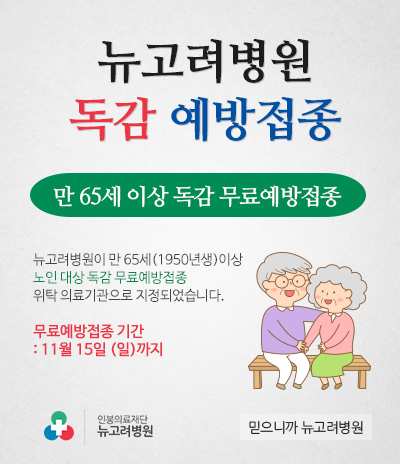 뉴고려병원
독감 예방접종
만 65세 이상 독감 무료예방접종
뉴고려병원이 만 65세(1950년생)이상
노인 대상 독감 무료예방접종
위탁 의료기관으로 지정되었습니다.
무료예방접종 기간
: 11월 15일 (일)까지
인봉의료재단
뉴고려병원
믿으니까 뉴고려병원